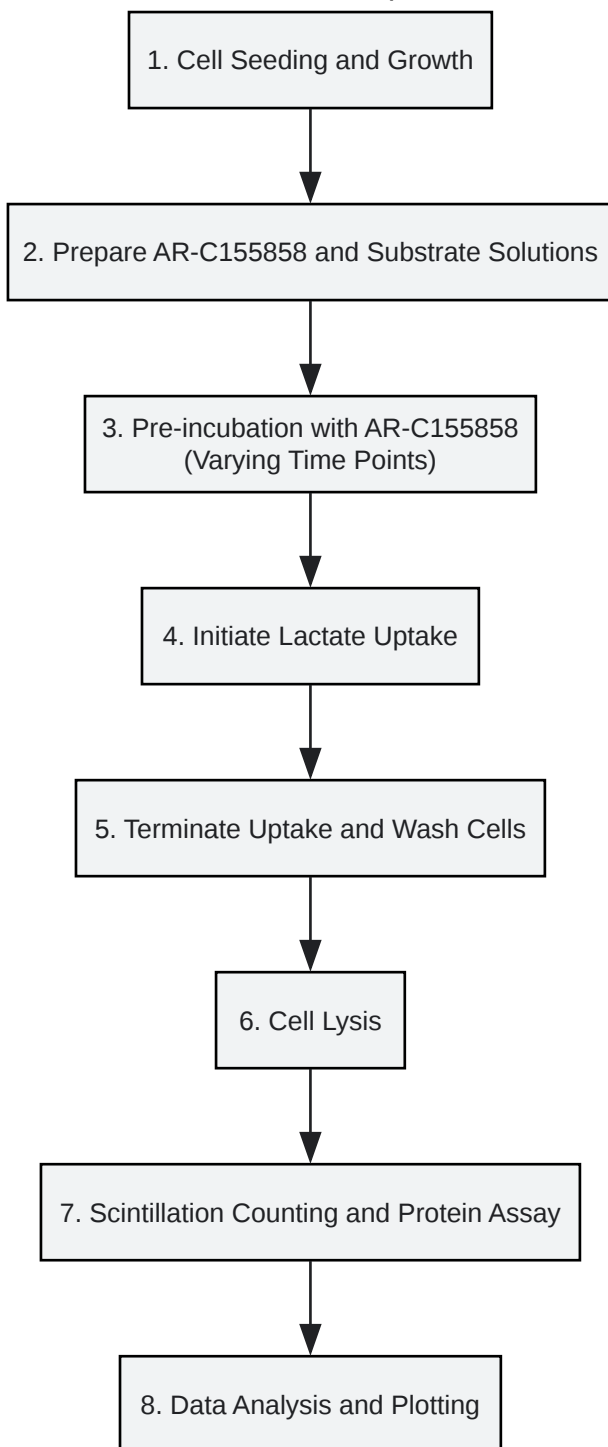 1. Cell Seeding and Growth
2. Prepare AR-C155858 and Substrate Solutions
3. Pre-incubation with AR-C155858
(Varying Time Points)
4. Initiate Lactate Uptake
5. Terminate Uptake and Wash Cells
6. Cell Lysis
7. Scintillation Counting and Protein Assay
8. Data Analysis and Plotting